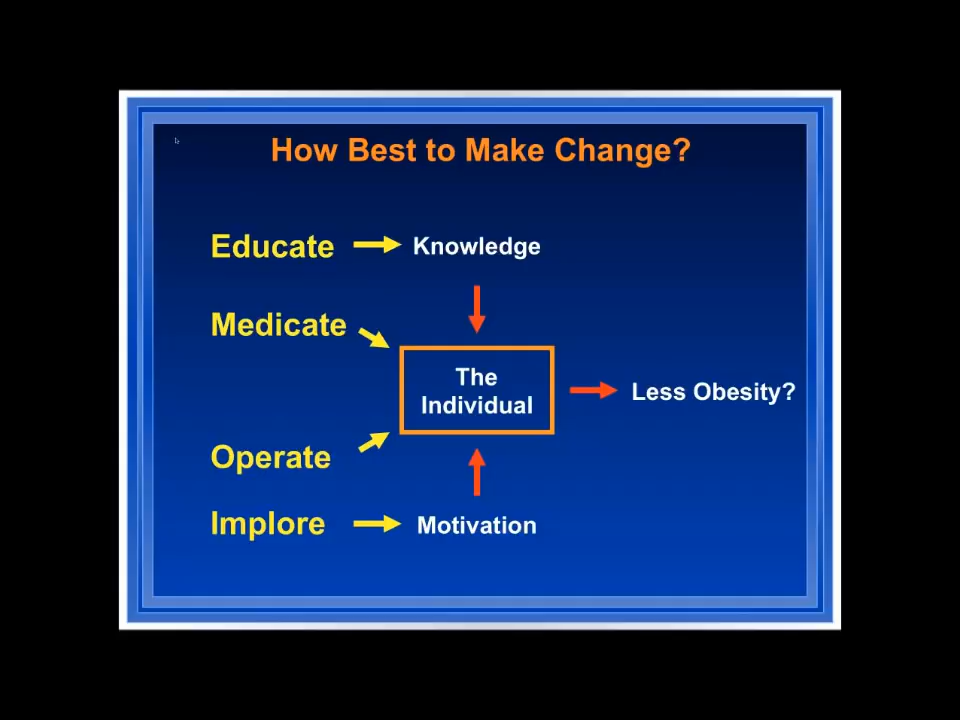 How Best to Make Change?
Educate
Knowledge
Medicate
The
Individual
Less Obesity?
Operate
Implore
Motivation